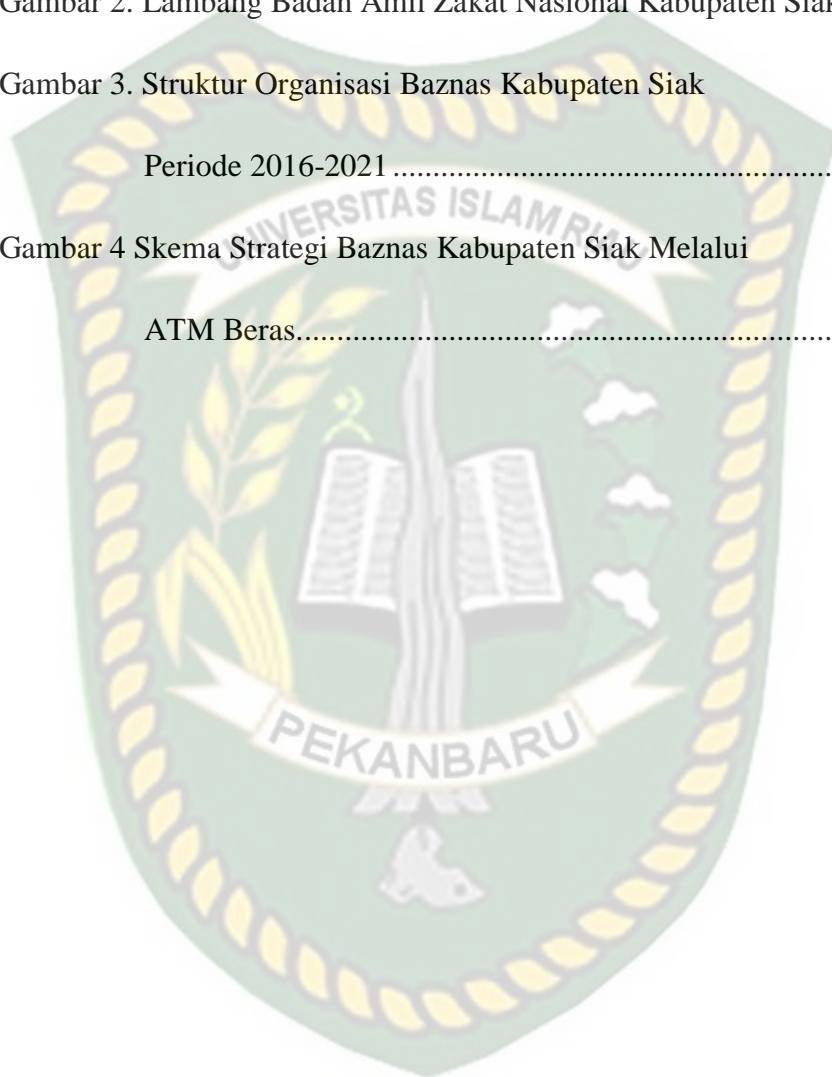 Gambar 2. Lambang Badan Amil Zakat Nasional Kabupaten Siak
Gambar 3. Struktur Organisasi Baznas Kabupaten Siak
Periode 2016-2021 ....................................................
UNIVERSITAS ISLAM RIAU
Gambar 4 Skema Strategi Baznas Kabupaten Siak Melalui
ATM Beras................................................................
PEKANBARU